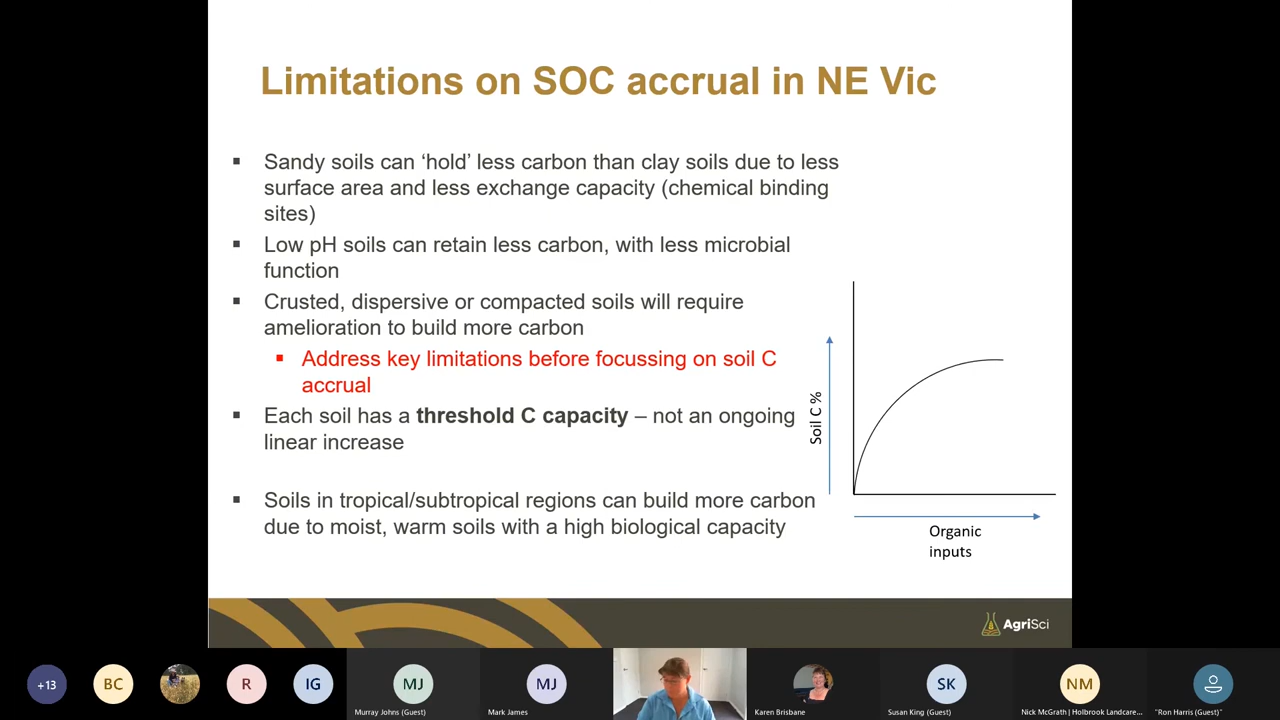 Limitations on SOC accrual in NE Vic
▪ Sandy soils can ‘hold’ less carbon than clay soils due to less
surface area and less exchange capacity (chemical binding
sites)
▪ Low pH soils can retain less carbon, with less microbial
function
▪ Crusted, dispersive or compacted soils will require
amelioration to build more carbon
▪ Address key limitations before focussing on soil C
accrual
▪ Each soil has a threshold C capacity – not an ongoing
linear increase
▪ Soils in tropical/subtropical regions can build more carbon
due to moist, warm soils with a high biological capacity
Soil C %
Organic
inputs
AgriSci
+13
BC
R
IG
MJ
Murray Johns (Guest)
MJ
Mark James
Karen Brisbane
SK
Susan King (Guest)
NM
Nick McGrath | Holbrook Landcare...
"Ron Harris (Guest)"